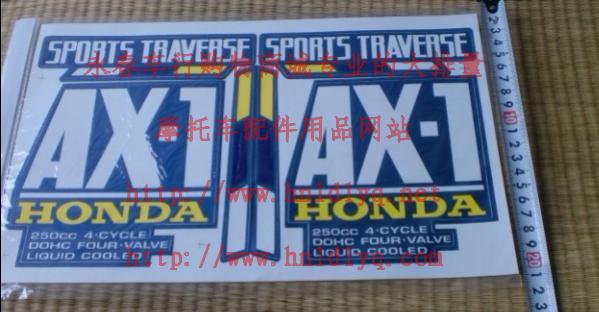 SPORTS TRAVERSE
AX-1
HONDA
250cc 4-CYCLE
DOHC FOUR-VALVE
LIQUID COOLED
SPORTS TRAVERSE
AX-1
HONDA
250cc 4-CYCLE
DOHC FOUR-VALVE
LIQUID COOLED
摩托车配件用品网站
http://www.hnldlyq.net
http://www.hnldlyq.com